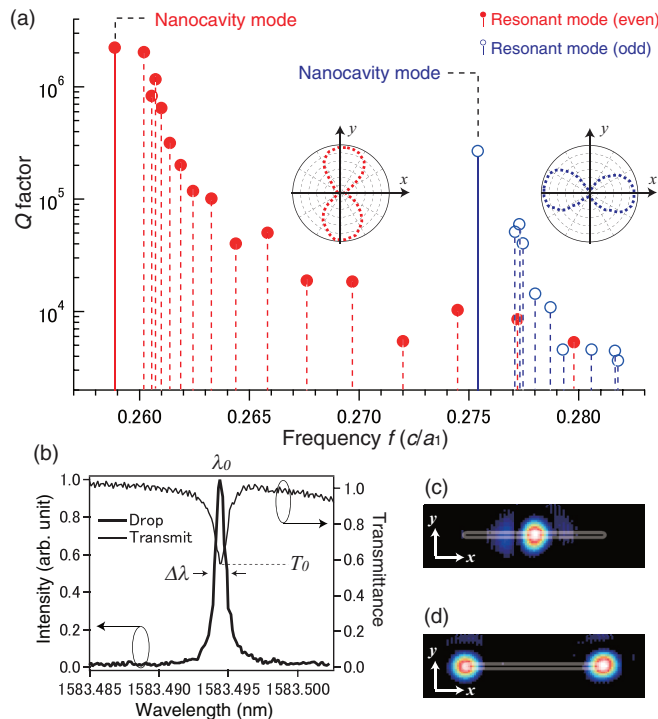 (a)
Nanocavity mode
Resonant mode (even)
Resonant mode (odd)
Nanocavity mode
10⁶
10⁵
10⁴
Q factor
y
x
y
x
0.260 0.265 0.270 0.275 0.280
Frequency f (c/a₁)
(b)
λ₀
1.0
0.8
0.6
0.4
0.2
0.0
Intensity (arb. unit)
Drop
Transmit
Δλ
T₀
1.0
0.8
0.6
0.4
0.2
0.0
Transmittance
1583.485 1583.490 1583.495 1583.500
Wavelength (nm)
(c)
y
x
(d)
y
x